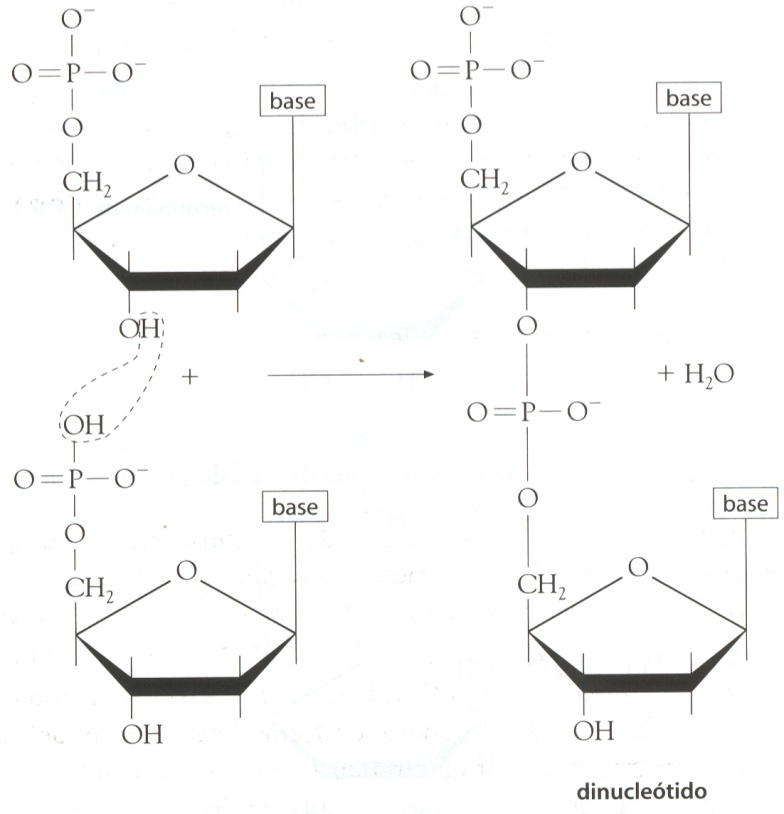 O⁻
O=P—O⁻
O
CH₂
O
base
OH
+
OH
O=P—O⁻
O
CH₂
O
base
OH
O⁻
O=P—O⁻
O
CH₂
O
base
O
+ H₂O
O=P—O⁻
O
CH₂
O
base
OH
dinucleótido